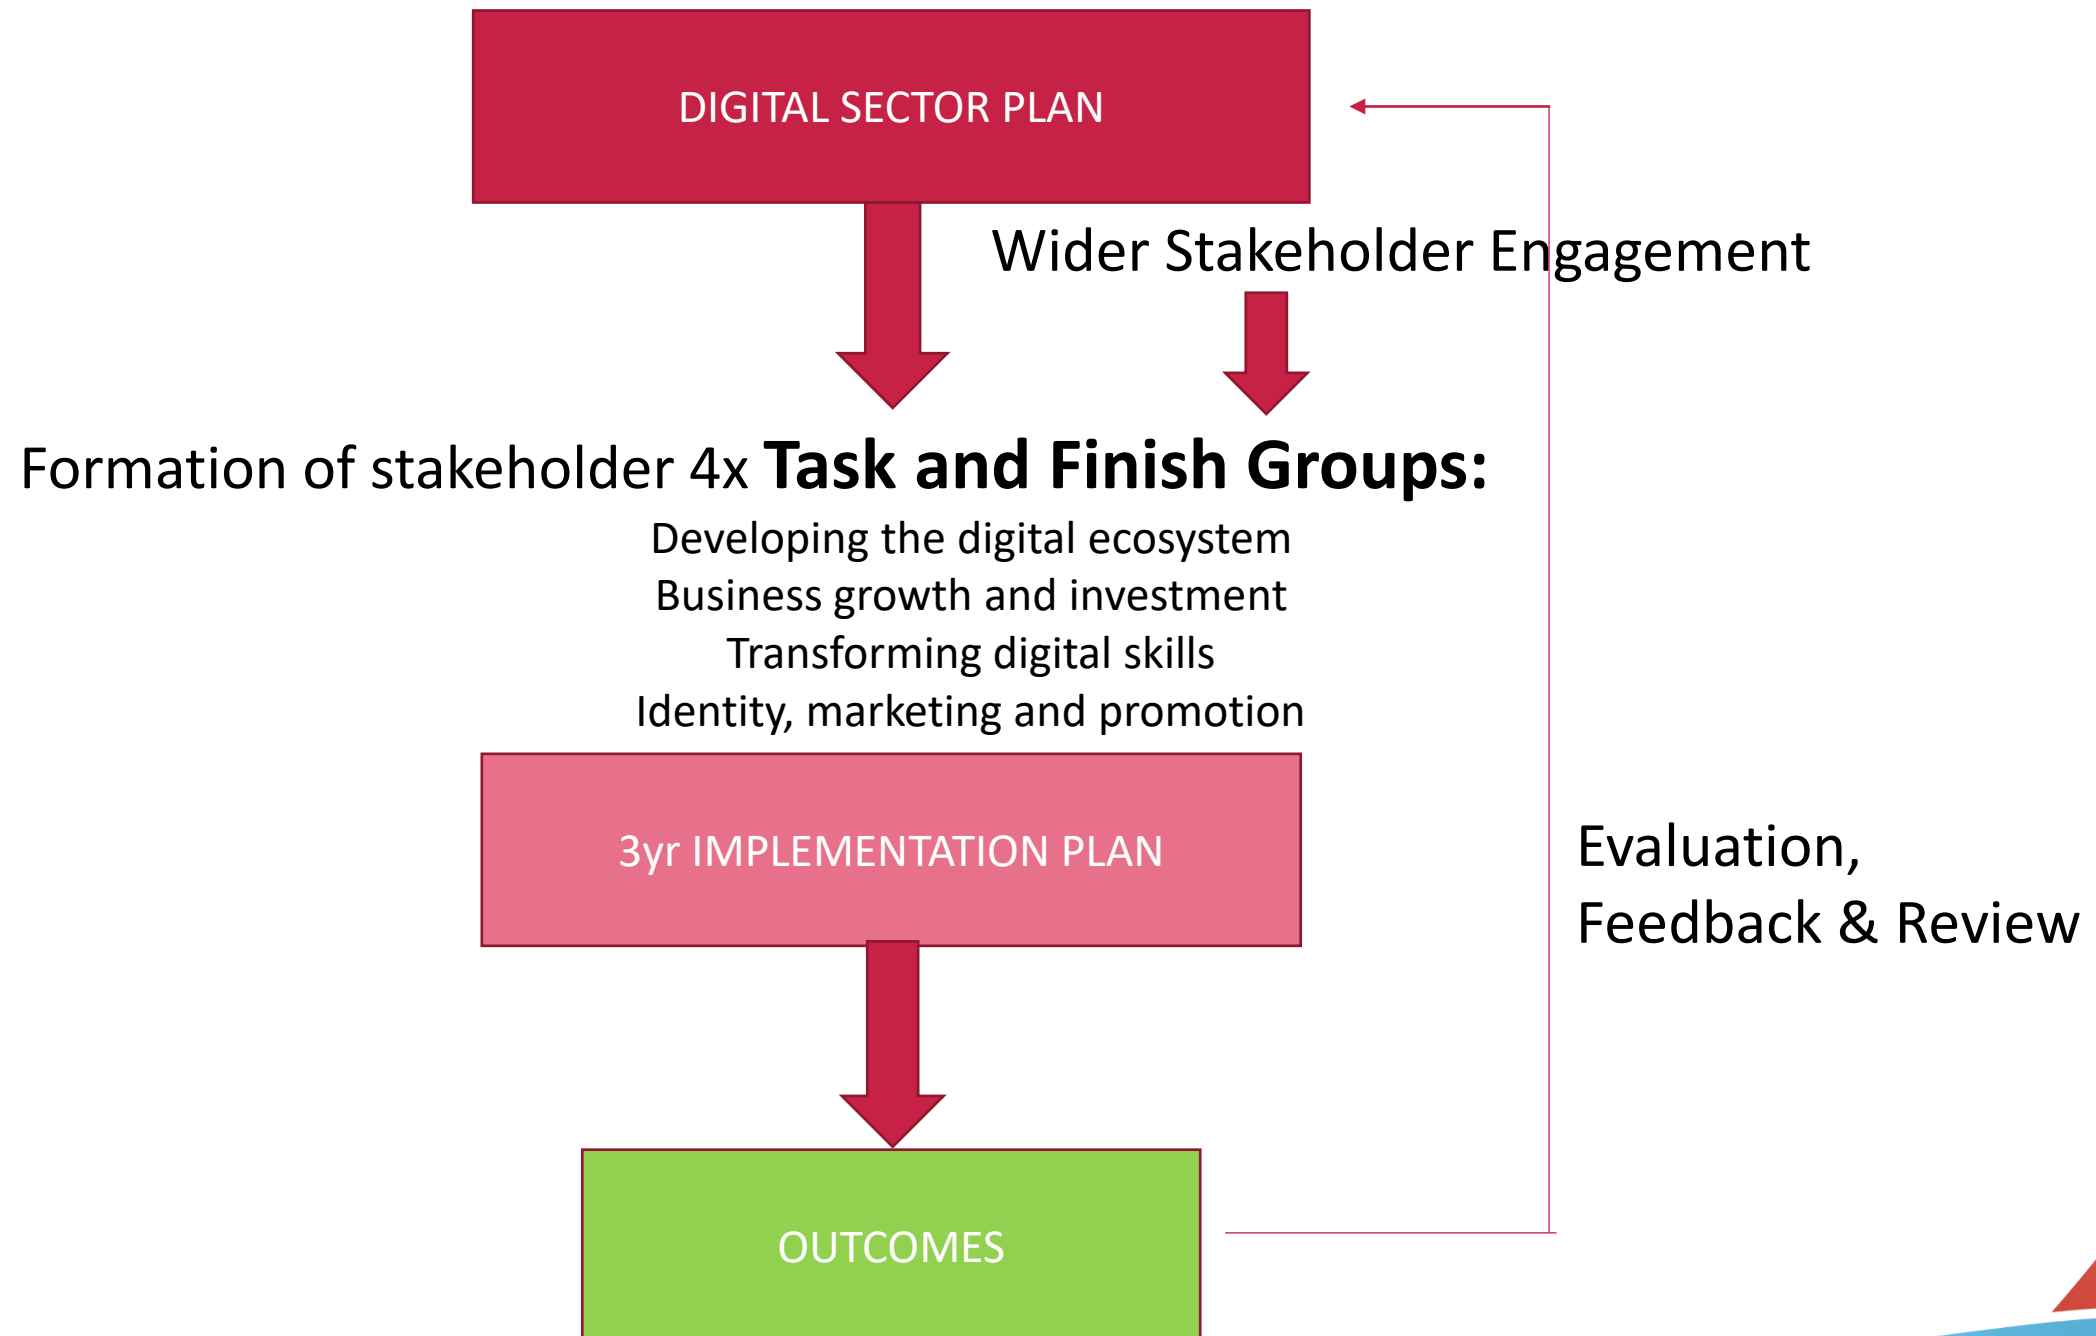 DIGITAL SECTOR PLAN
Wider Stakeholder Engagement
Formation of stakeholder 4x Task and Finish Groups:
Developing the digital ecosystem
Business growth and investment
Transforming digital skills
Identity, marketing and promotion
3yr IMPLEMENTATION PLAN
Evaluation,
Feedback & Review
OUTCOMES